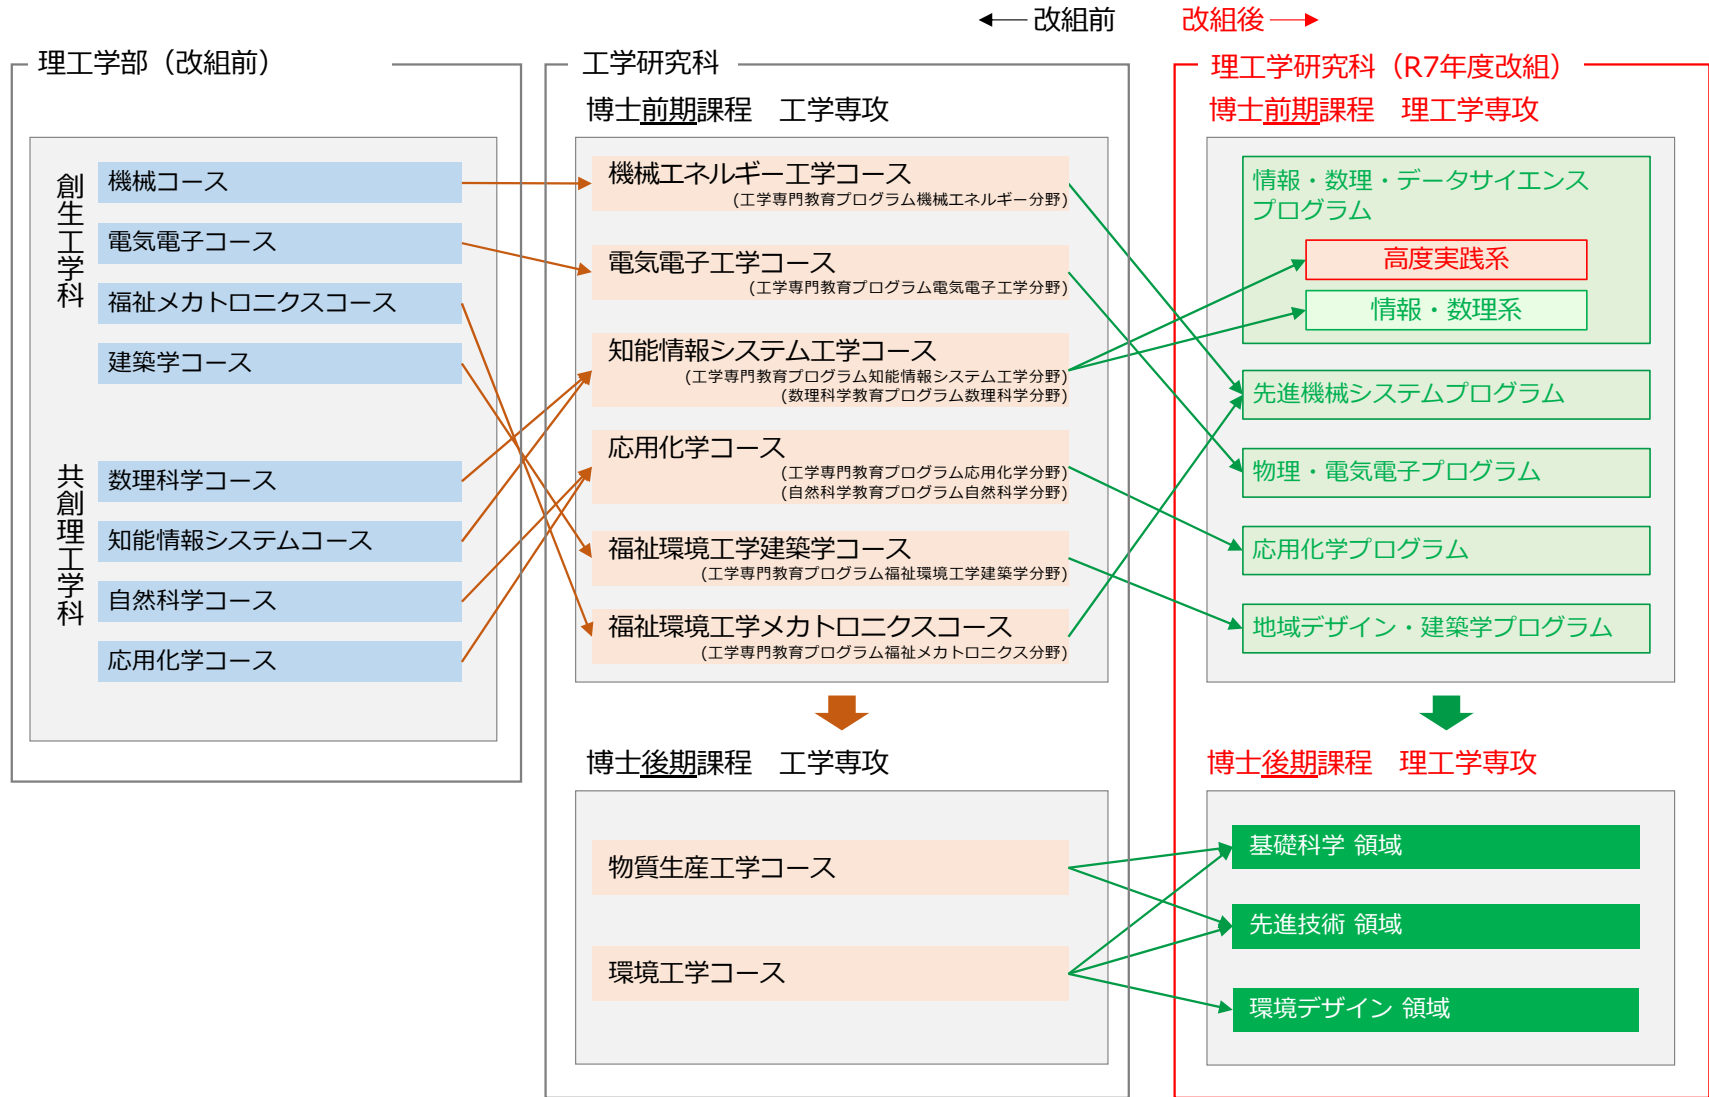 改組前
改組後
理工学部（改組前）
創生工学科
機械コース
電気電子コース
福祉メカトロニクスコース
建築学コース
共創理工学科
数理科学コース
知能情報システムコース
自然科学コース
応用化学コース
工学研究科
博士前期課程　工学専攻
機械エネルギー工学コース
(工学専門教育プログラム機械エネルギー分野)
電気電子工学コース
(工学専門教育プログラム電気電子工学分野)
知能情報システム工学コース
(工学専門教育プログラム知能情報システム工学分野)
(数理科学教育プログラム数理科学分野)
応用化学コース
(工学専門教育プログラム応用化学分野)
(自然科学教育プログラム自然科学分野)
福祉環境工学建築学コース
(工学専門教育プログラム福祉環境工学建築学分野)
福祉環境工学メカトロニクスコース
(工学専門教育プログラム福祉メカトロニクス分野)
博士後期課程　工学専攻
物質生産工学コース
環境工学コース
理工学研究科（R7年度改組）
博士前期課程　理工学専攻
情報・数理・データサイエンス
プログラム
高度実践系
情報・数理系
先進機械システムプログラム
物理・電気電子プログラム
応用化学プログラム
地域デザイン・建築学プログラム
博士後期課程　理工学専攻
基礎科学 領域
先進技術 領域
環境デザイン 領域